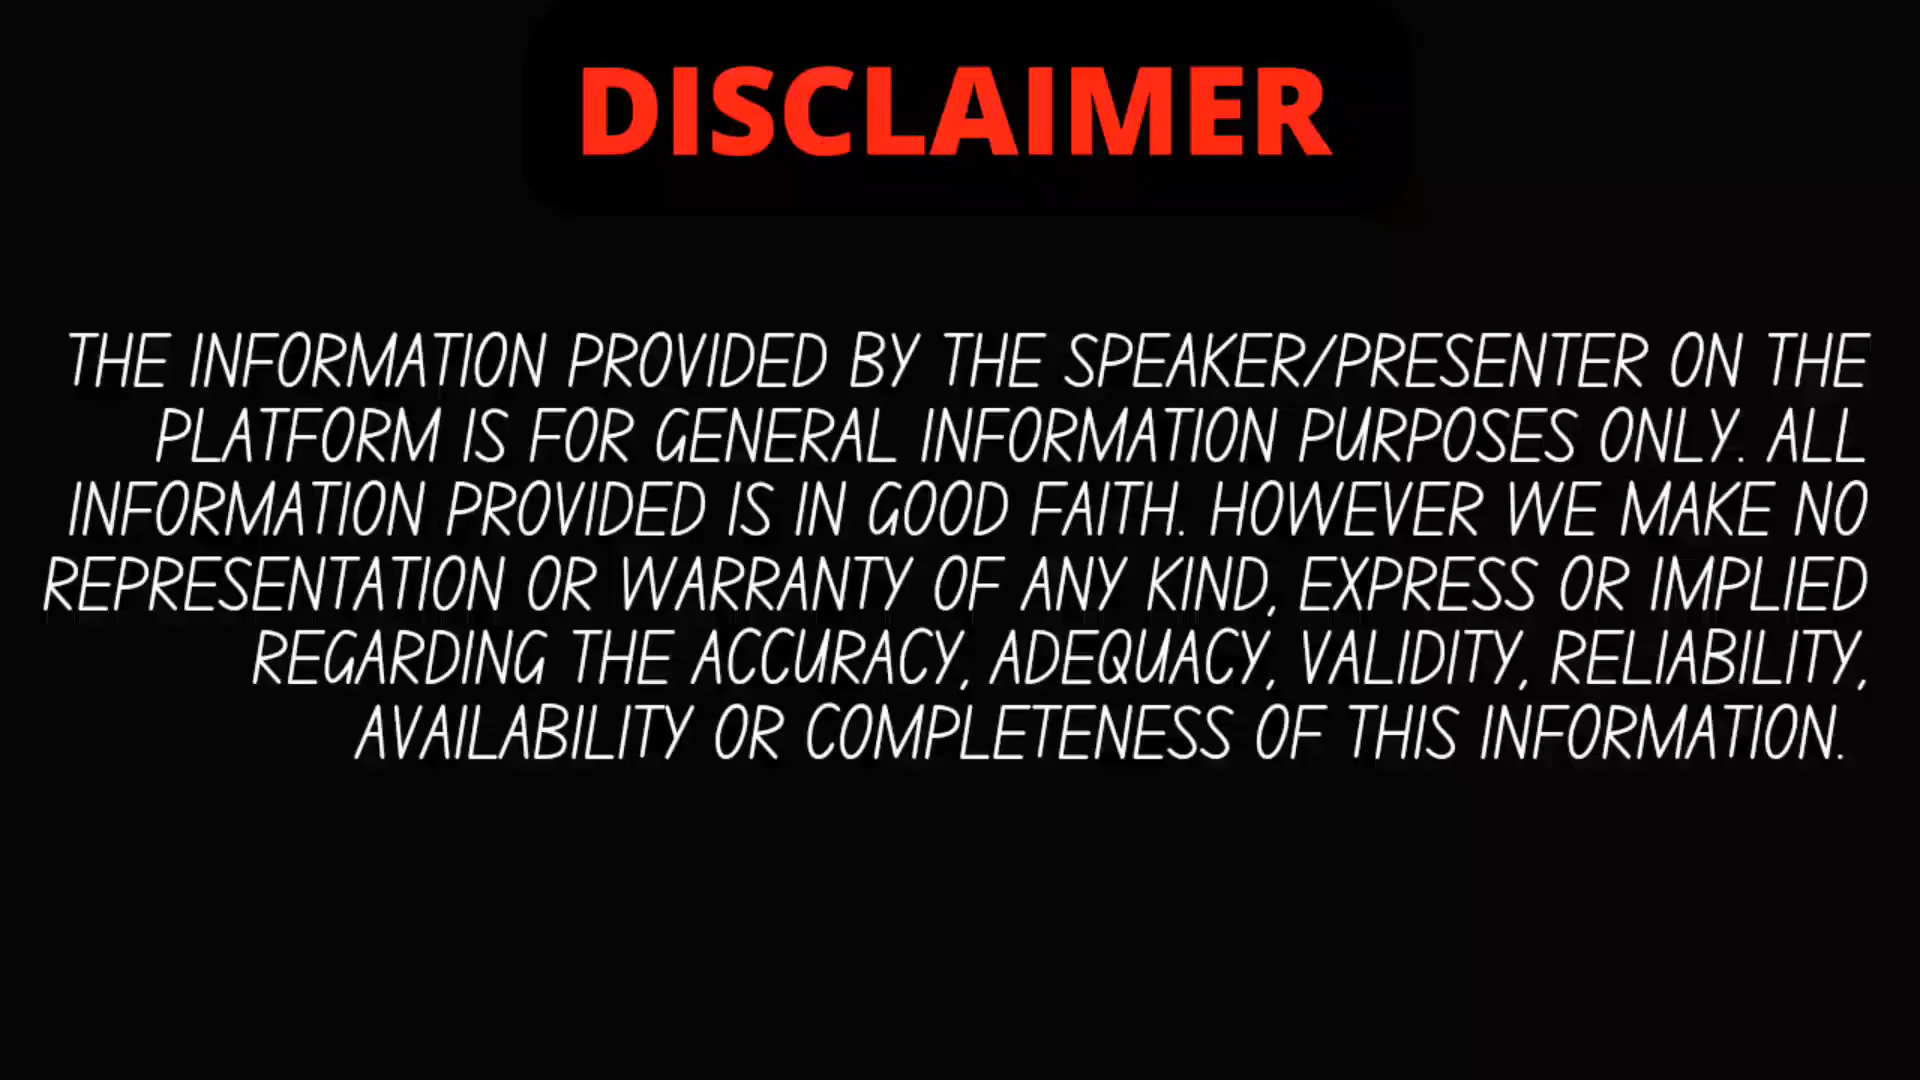 DISCLAIMER
THE INFORMATION PROVIDED BY THE SPEAKER/PRESENTER ON THE
PLATFORM IS FOR GENERAL INFORMATION PURPOSES ONLY. ALL
INFORMATION PROVIDED IS IN GOOD FAITH. HOWEVER WE MAKE NO
REPRESENTATION OR WARRANTY OF ANY KIND, EXPRESS OR IMPLIED
REGARDING THE ACCURACY, ADEQUACY, VALIDITY, RELIABILITY,
AVAILABILITY OR COMPLETENESS OF THIS INFORMATION.